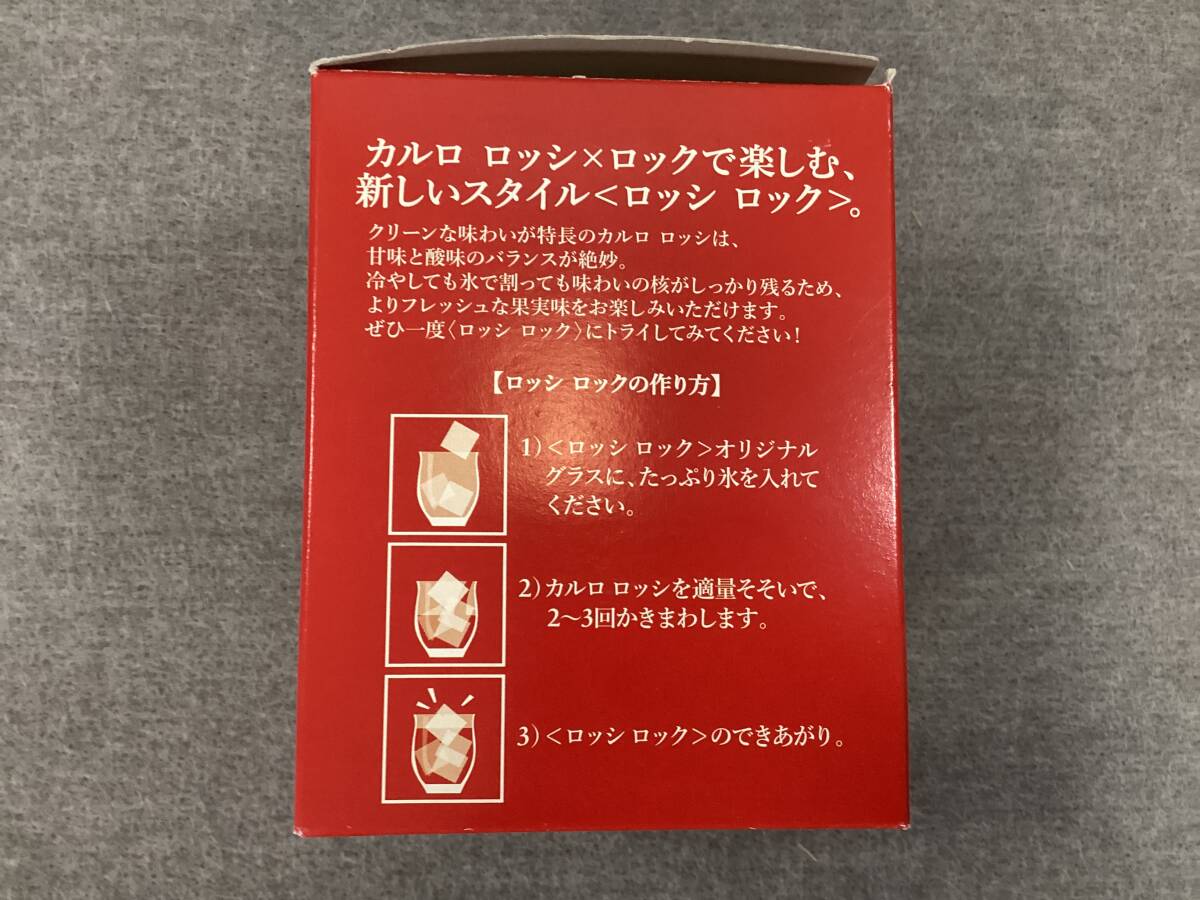 カルロ ロッシ×ロックで楽しむ、
新しいスタイル<ロッシ ロック>。
クリーンな味わいが特長のカルロ ロッシは、
甘味と酸味のバランスが絶妙。
冷やしても氷で割っても味わいの核がしっかり残るため、
よりフレッシュな果実味をお楽しみいただけます。
ぜひ一度〈ロッシ ロック〉にトライしてみてください!
【ロッシ ロックの作り方】
1)<ロッシ ロック>オリジナル
グラスに、たっぷり氷を入れて
ください。
2)カルロ ロッシを適量そそいで、
2〜3回かきまわします。
3)<ロッシ ロック>のできあがり。